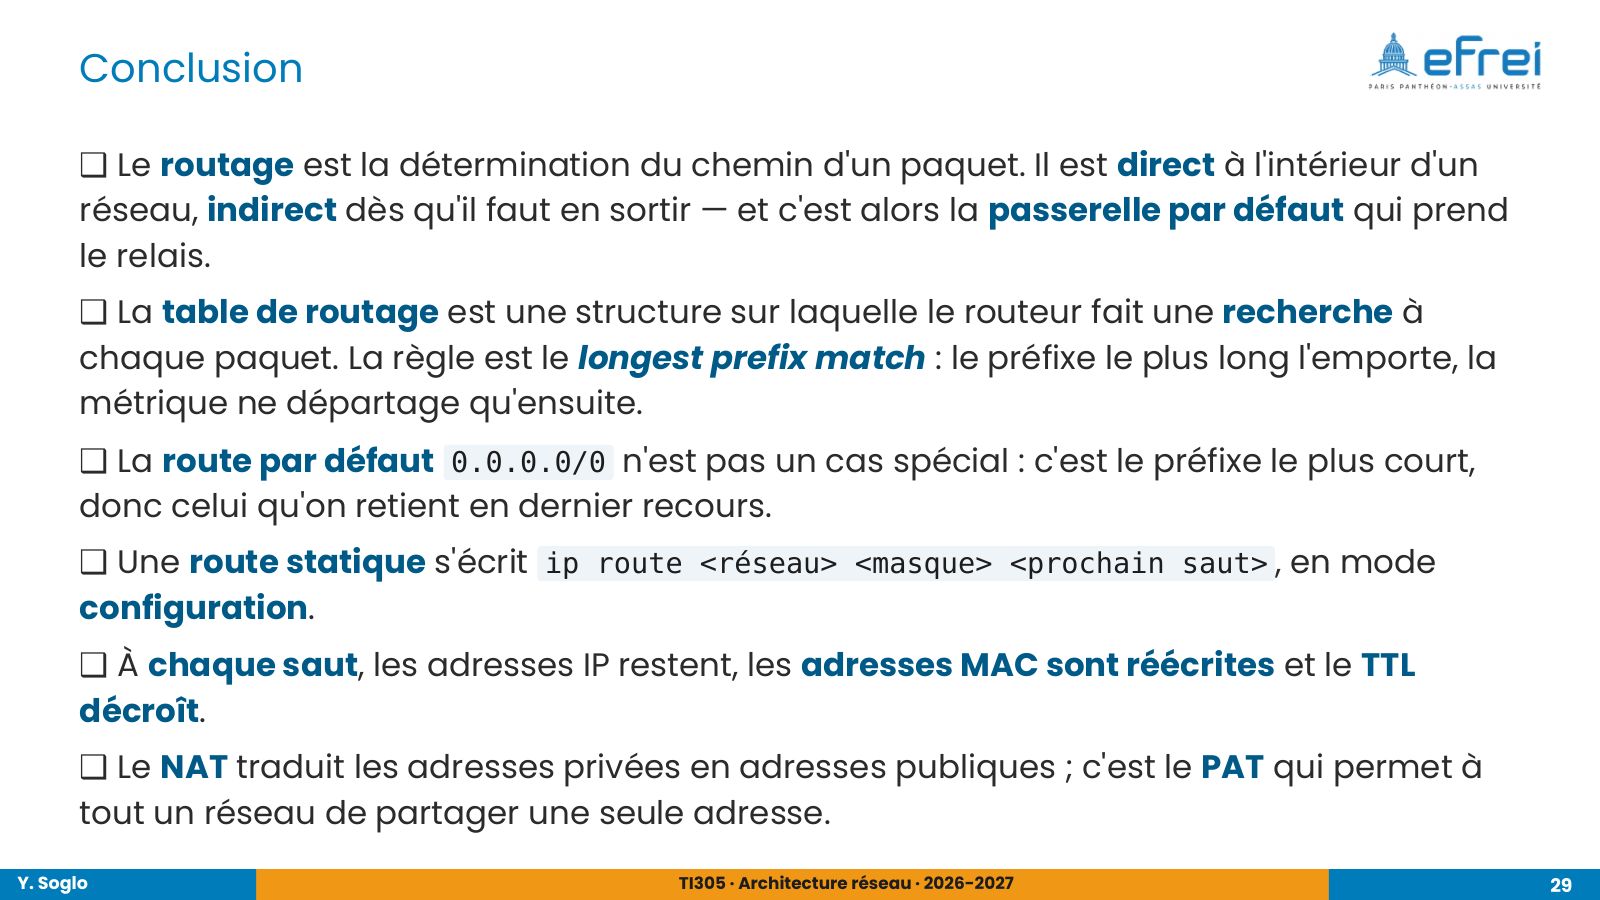 Conclusion
efrei
PARIS PANTHÉON-ASSAS UNIVERSITÉ
❑ Le routage est la détermination du chemin d'un paquet. Il est direct à l'intérieur d'un
réseau, indirect dès qu'il faut en sortir — et c'est alors la passerelle par défaut qui prend
le relais.
❑ La table de routage est une structure sur laquelle le routeur fait une recherche à
chaque paquet. La règle est le longest prefix match : le préfixe le plus long l'emporte, la
métrique ne départage qu'ensuite.
❑ La route par défaut 0.0.0.0/0 n'est pas un cas spécial : c'est le préfixe le plus court,
donc celui qu'on retient en dernier recours.
❑ Une route statique s'écrit ip route <réseau> <masque> <prochain saut>, en mode
configuration.
❑ À chaque saut, les adresses IP restent, les adresses MAC sont réécrites et le TTL
décroît.
❑ Le NAT traduit les adresses privées en adresses publiques ; c'est le PAT qui permet à
tout un réseau de partager une seule adresse.
Y. Soglo
TI305 · Architecture réseau · 2026-2027
29